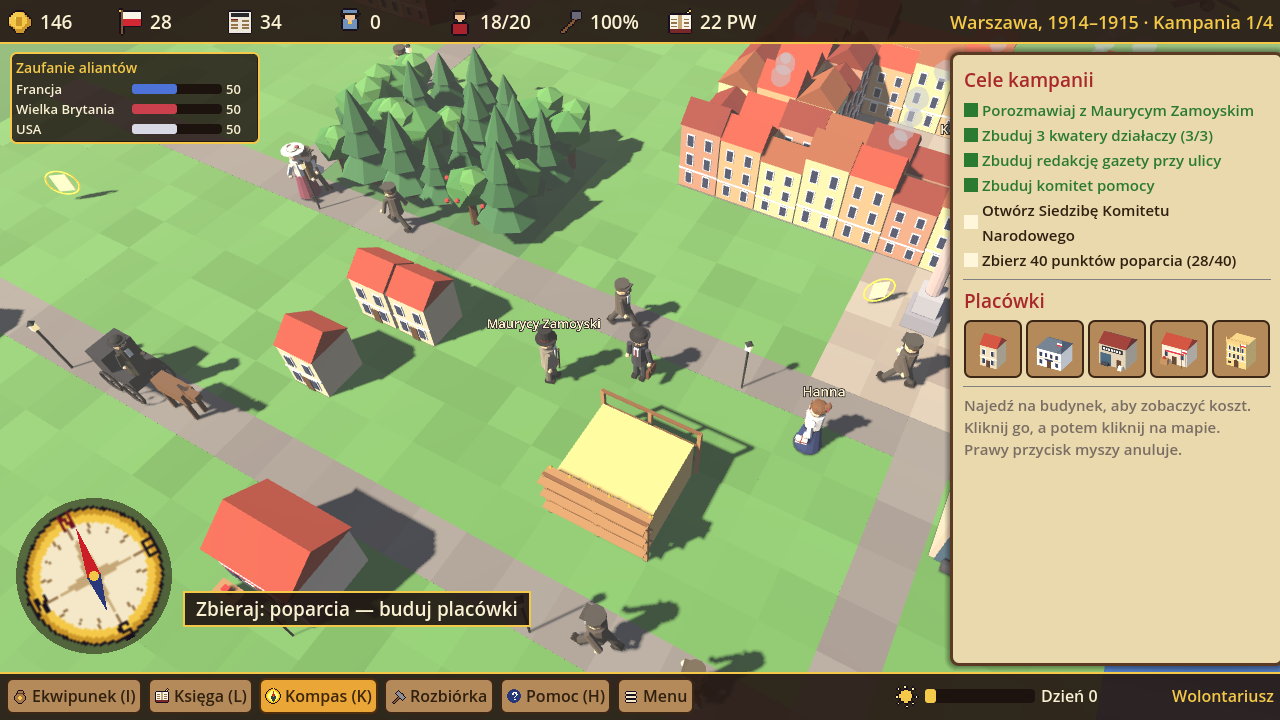 146
28
34
0
18/20
100%
22 PW
Warszawa, 1914–1915 · Kampania 1/4
Zaufanie aliantów
Francja 50
Wielka Brytania 50
USA 50
Cele kampanii
Porozmawiaj z Maurycym Zamoyskim
Zbuduj 3 kwatery działaczy (3/3)
Zbuduj redakcję gazety przy ulicy
Zbuduj komitet pomocy
Otwórz Siedzibę Komitetu
Narodowego
Zbierz 40 punktów poparcia (28/40)
Placówki
Najedź na budynek, aby zobaczyć koszt.
Kliknij go, a potem kliknij na mapie.
Prawy przycisk myszy anuluje.
Maurycy Zamoyski
Hanna
N
S
Zbieraj: poparcia — buduj placówki
Ekwipunek (I)
Księga (L)
Kompas (K)
Rozbiórka
Pomoc (H)
Menu
Dzień 0
Wolontariusz